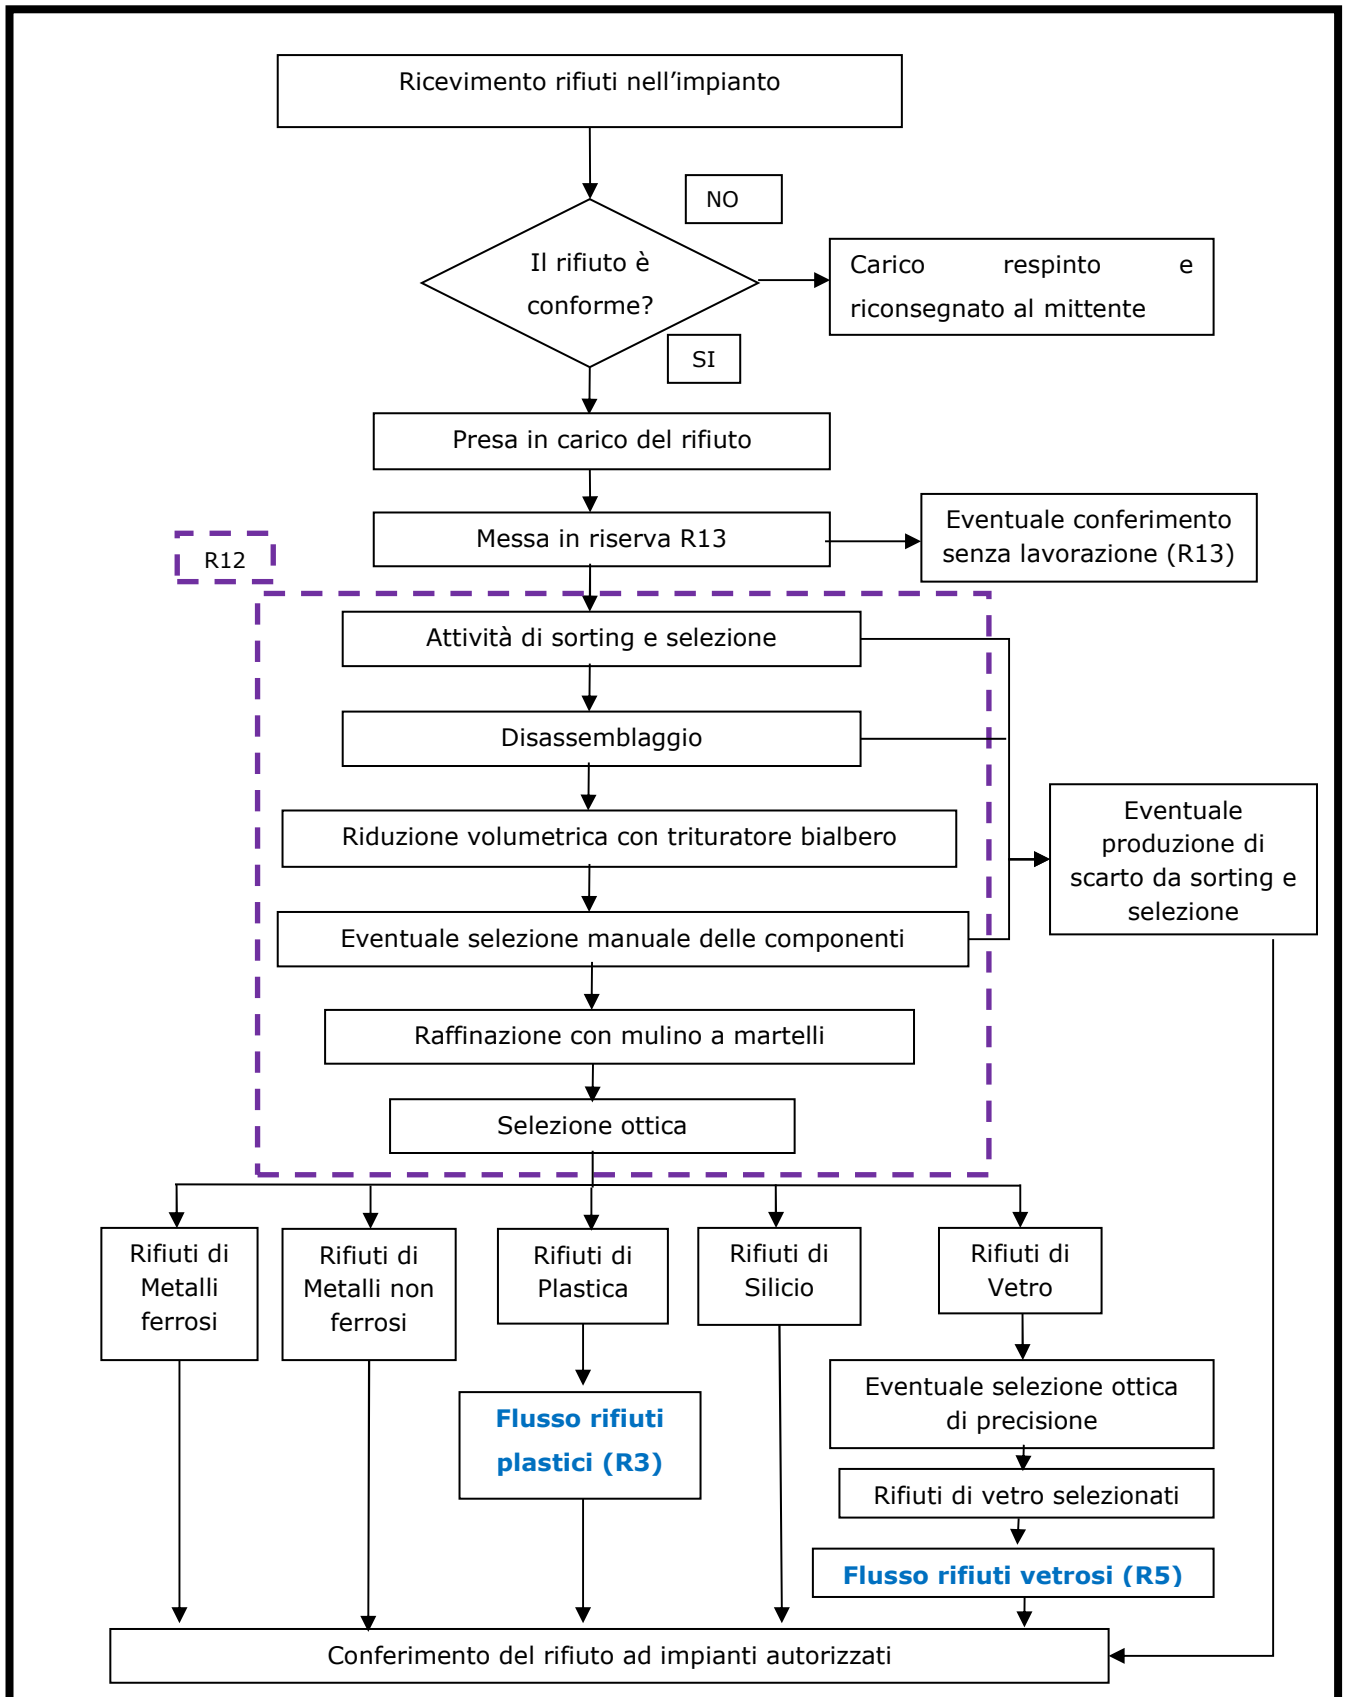 Ricevimento rifiuti nell’impianto
NO
Il rifiuto è
conforme?
Carico respinto e
riconsegnato al mittente
SI
Presa in carico del rifiuto
Messa in riserva R13
Eventuale conferimento
senza lavorazione (R13)
R12
Attività di sorting e selezione
Disassemblaggio
Riduzione volumetrica con trituratore bialbero
Eventuale
produzione di
scarto da sorting e
selezione
Eventuale selezione manuale delle componenti
Raffinazione con mulino a martelli
Selezione ottica
Rifiuti di
Metalli
ferrosi
Rifiuti di
Metalli non
ferrosi
Rifiuti di
Plastica
Rifiuti di
Silicio
Rifiuti di
Vetro
Eventuale selezione ottica
di precisione
Flusso rifiuti
plastici (R3)
Rifiuti di vetro selezionati
Flusso rifiuti vetrosi (R5)
Conferimento del rifiuto ad impianti autorizzati